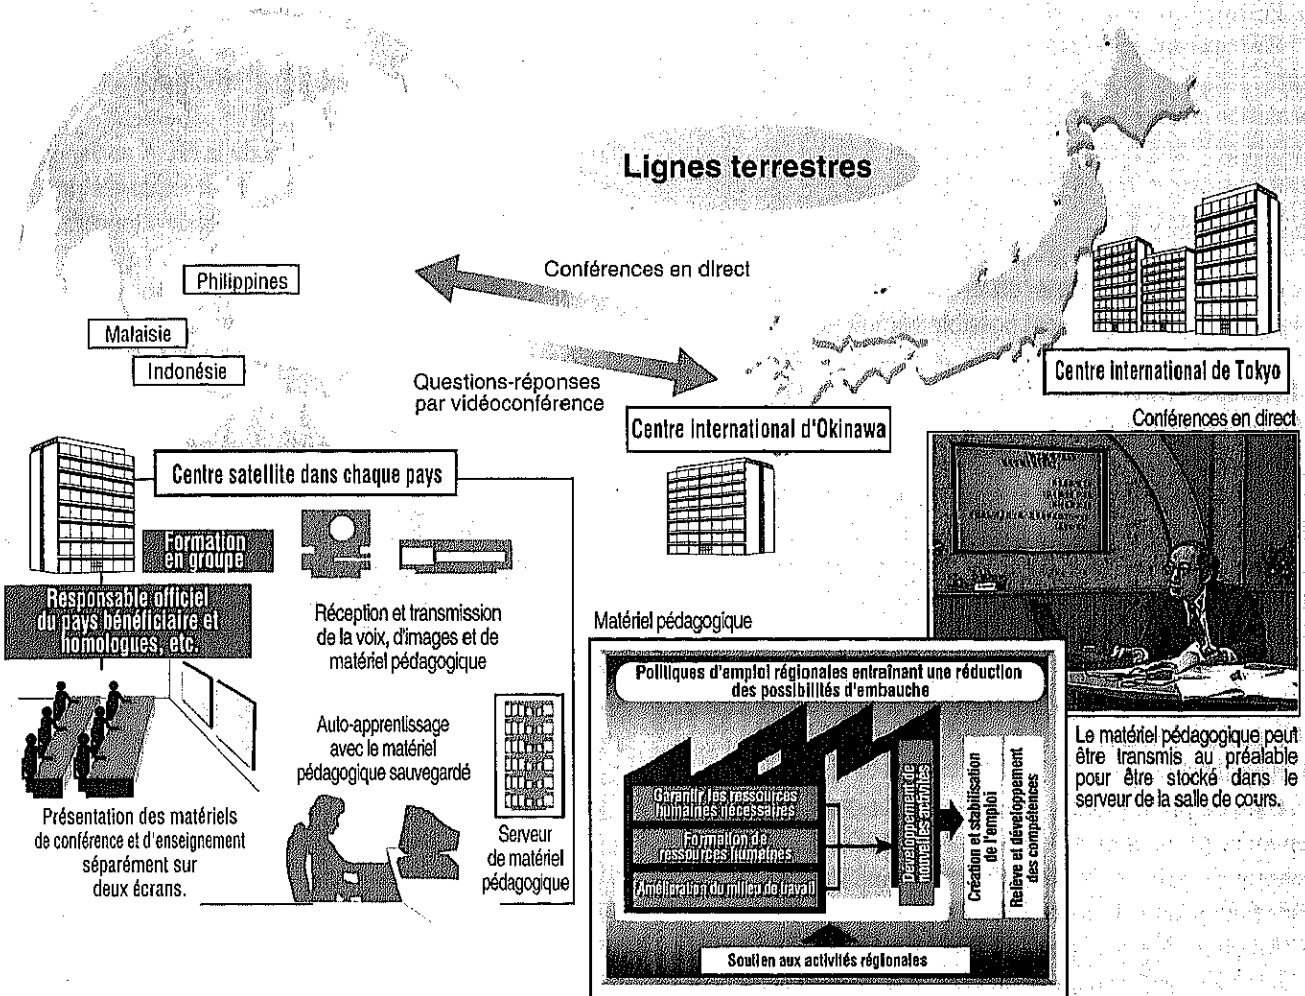 Lignes terrestres
Conférences en direct
Philippines
Malaisie
Indonésie
Questions-réponses
par vidéoconférence
Centre international de Tokyo
Centre international d'Okinawa
Conférences en direct
Centre satellite dans chaque pays
Formation
en groupe
Responsable officiel
du pays bénéficiaire et
homologues, etc.
Réception et transmission
de la voix, d'images et de
matériel pédagogique
Auto-apprentissage
avec le matériel
pédagogique sauvegardé
Présentation des matériels
de conférence et d'enseignement
séparément sur
deux écrans.
Serveur
de matériel
pédagogique
Matériel pédagogique
Politiques d'emploi régionales entraînant une réduction
des possibilités d'embauche
Garantir les ressources
humaines nécessaires
Formation de
ressources humaines
Amélioration du milieu de travail
Développement de
nouvelles activités
Création et stabilisation
de l'emploi
Relève et développement
des compétences
Soutien aux activités régionales
Le matériel pédagogique peut
être transmis au préalable
pour être stocké dans le
serveur de la salle de cours.